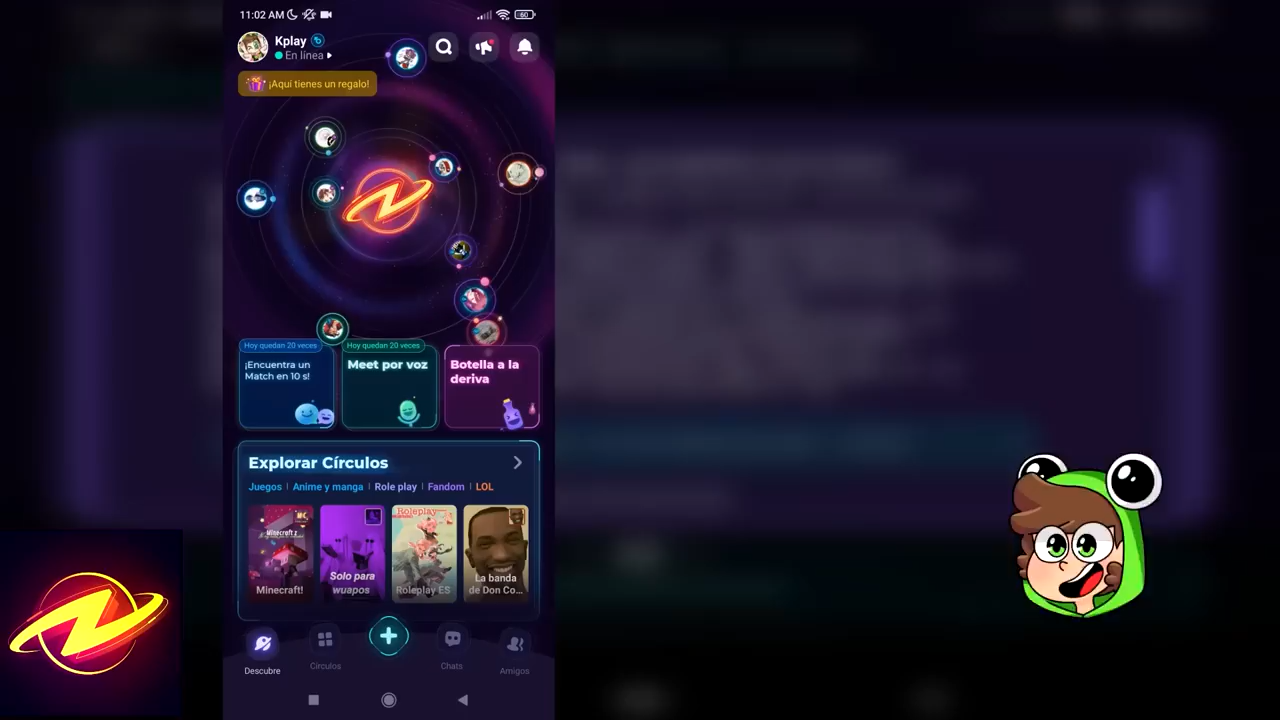 11:02 AM
60
Kplay
En línea
¡Aquí tienes un regalo!
Hoy quedan 20 veces
¡Encuentra un
Match en 10 s!
Hoy quedan 20 veces
Meet por voz
Botella a la
deriva
Explorar Círculos
Juegos | Anime y manga | Role play | Fandom | LOL
Minecraft!
Solo para
wuapos
Roleplay
Roleplay ES
La banda
de Don Co...
Descubre
Círculos
Chats
Amigos